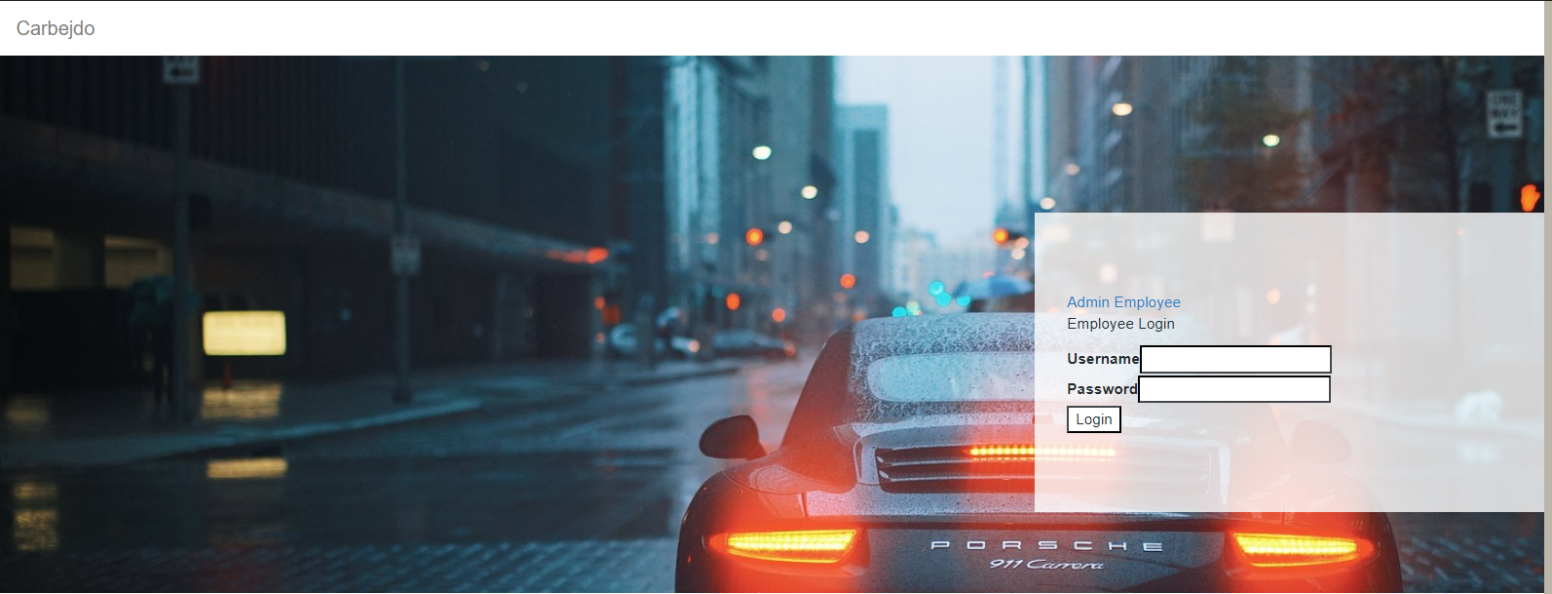 Carbejdo
Admin Employee
Employee Login
Username
Password
Login
PORSCHE
911 Carrera